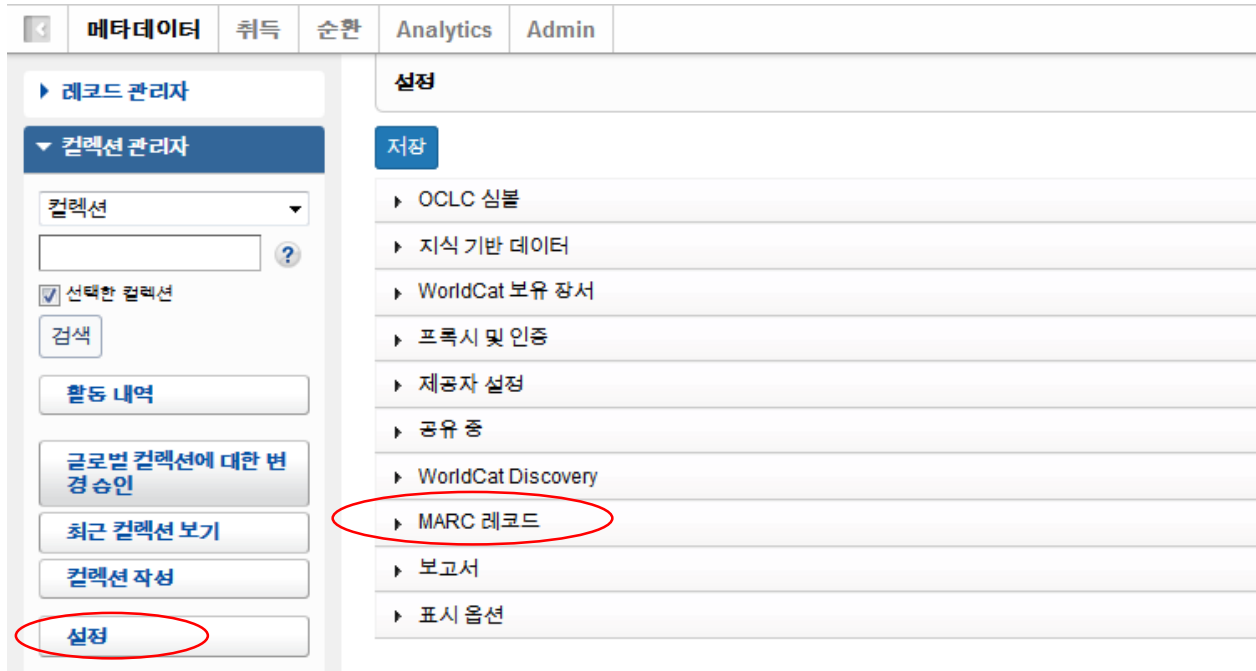 메타데이터 취득 순환 Analytics Admin
레코드 관리자
컬렉션 관리자
컬렉션
?
선택한 컬렉션
검색
활동 내역
글로벌 컬렉션에 대한 변
경 승인
최근 컬렉션 보기
컬렉션 작성
설정
설정
저장
OCLC 심볼
지식 기반 데이터
WorldCat 보유 장서
프록시 및 인증
제공자 설정
공유 중
WorldCat Discovery
MARC 레코드
보고서
표시 옵션